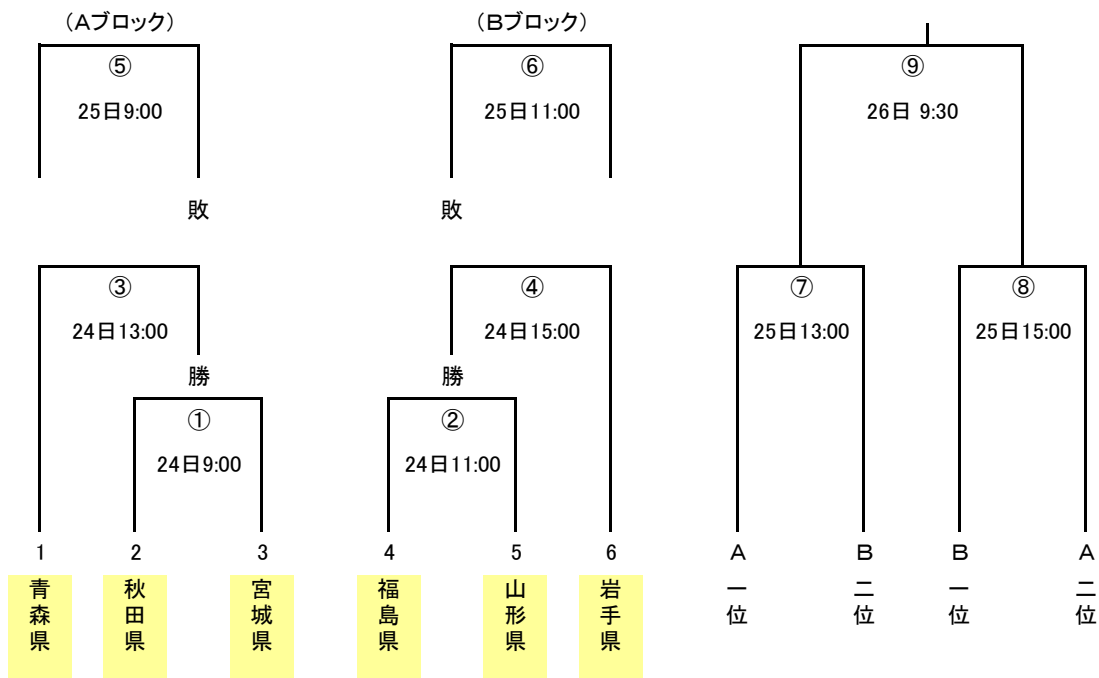 (Aブロック)
(Bブロック)
⑤
⑥
⑨
25日9:00
25日11:00
26日 9:30
敗
敗
③
④
⑦
⑧
24日13:00
24日15:00
25日13:00
25日15:00
勝
勝
①
②
24日9:00
24日11:00
1
2
3
4
5
6
A一位
B二位
B一位
A二位
青森県
秋田県
宮城県
福島県
山形県
岩手県